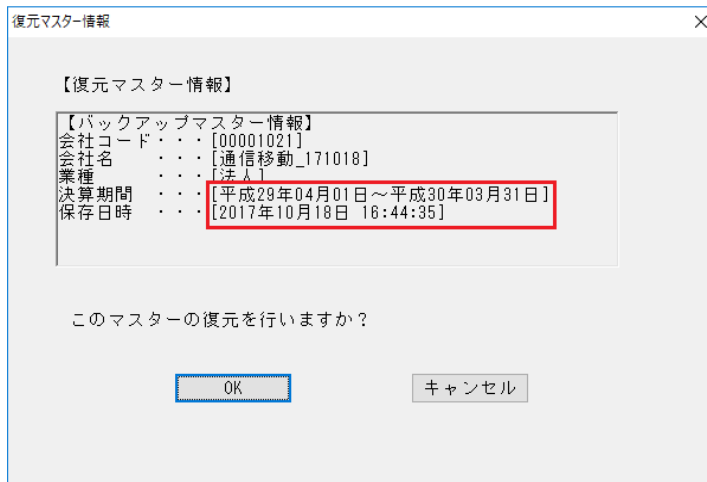 復元マスター情報
【復元マスター情報】
【バックアップマスター情報】
会社コード・・・[00001021]
会社名　　・・・[通信移動_171018]
業種　　　・・・[法人]
決算期間　・・・[平成29年04月01日～平成30年03月31日]
保存日時　・・・[2017年10月18日 16:44:35]
このマスターの復元を行いますか？
OK
キャンセル